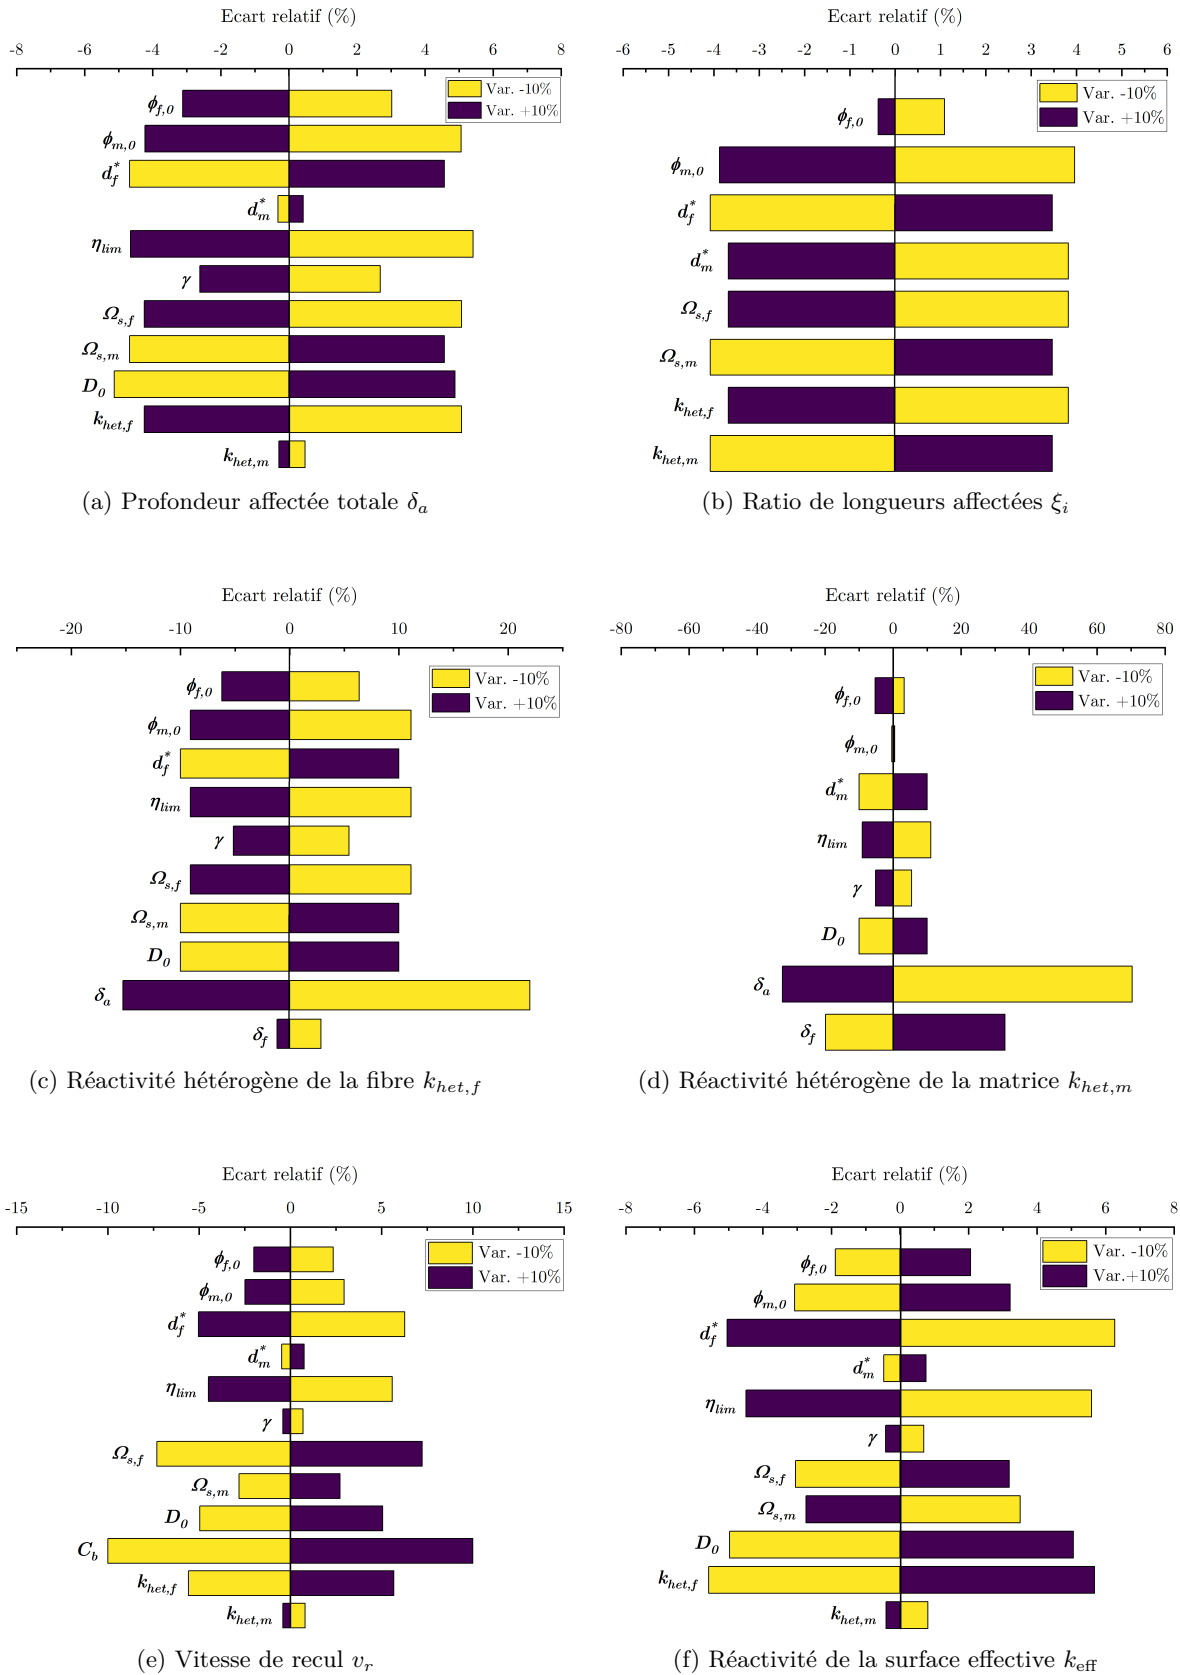 Ecart relatif (%)
-8 -6 -4 -2 0 2 4 6 8
Var. -10%
Var. +10%
ϕf,0
ϕm,0
d*f
d*m
ηlim
γ
Ωs,f
Ωs,m
D0
khet,f
khet,m
(a) Profondeur affectée totale δa
Ecart relatif (%)
-6 -5 -4 -3 -2 -1 0 1 2 3 4 5 6
Var. -10%
Var. +10%
ϕf,0
ϕm,0
d*f
d*m
Ωs,f
Ωs,m
khet,f
khet,m
(b) Ratio de longueurs affectées ξi
Ecart relatif (%)
-20 -10 0 10 20
Var. -10%
Var. +10%
ϕf,0
ϕm,0
d*f
ηlim
γ
Ωs,f
Ωs,m
D0
δa
δf
(c) Réactivité hétérogène de la fibre khet,f
Ecart relatif (%)
-80 -60 -40 -20 0 20 40 60 80
Var. -10%
Var. +10%
ϕf,0
ϕm,0
d*m
ηlim
γ
D0
δa
δf
(d) Réactivité hétérogène de la matrice khet,m
Ecart relatif (%)
-15 -10 -5 0 5 10 15
Var. -10%
Var. +10%
ϕf,0
ϕm,0
d*f
d*m
ηlim
γ
Ωs,f
Ωs,m
D0
Cb
khet,f
khet,m
(e) Vitesse de recul vr
Ecart relatif (%)
-8 -6 -4 -2 0 2 4 6 8
Var. -10%
Var.+10%
ϕf,0
ϕm,0
d*f
d*m
ηlim
γ
Ωs,f
Ωs,m
D0
khet,f
khet,m
(f) Réactivité de la surface effective keff